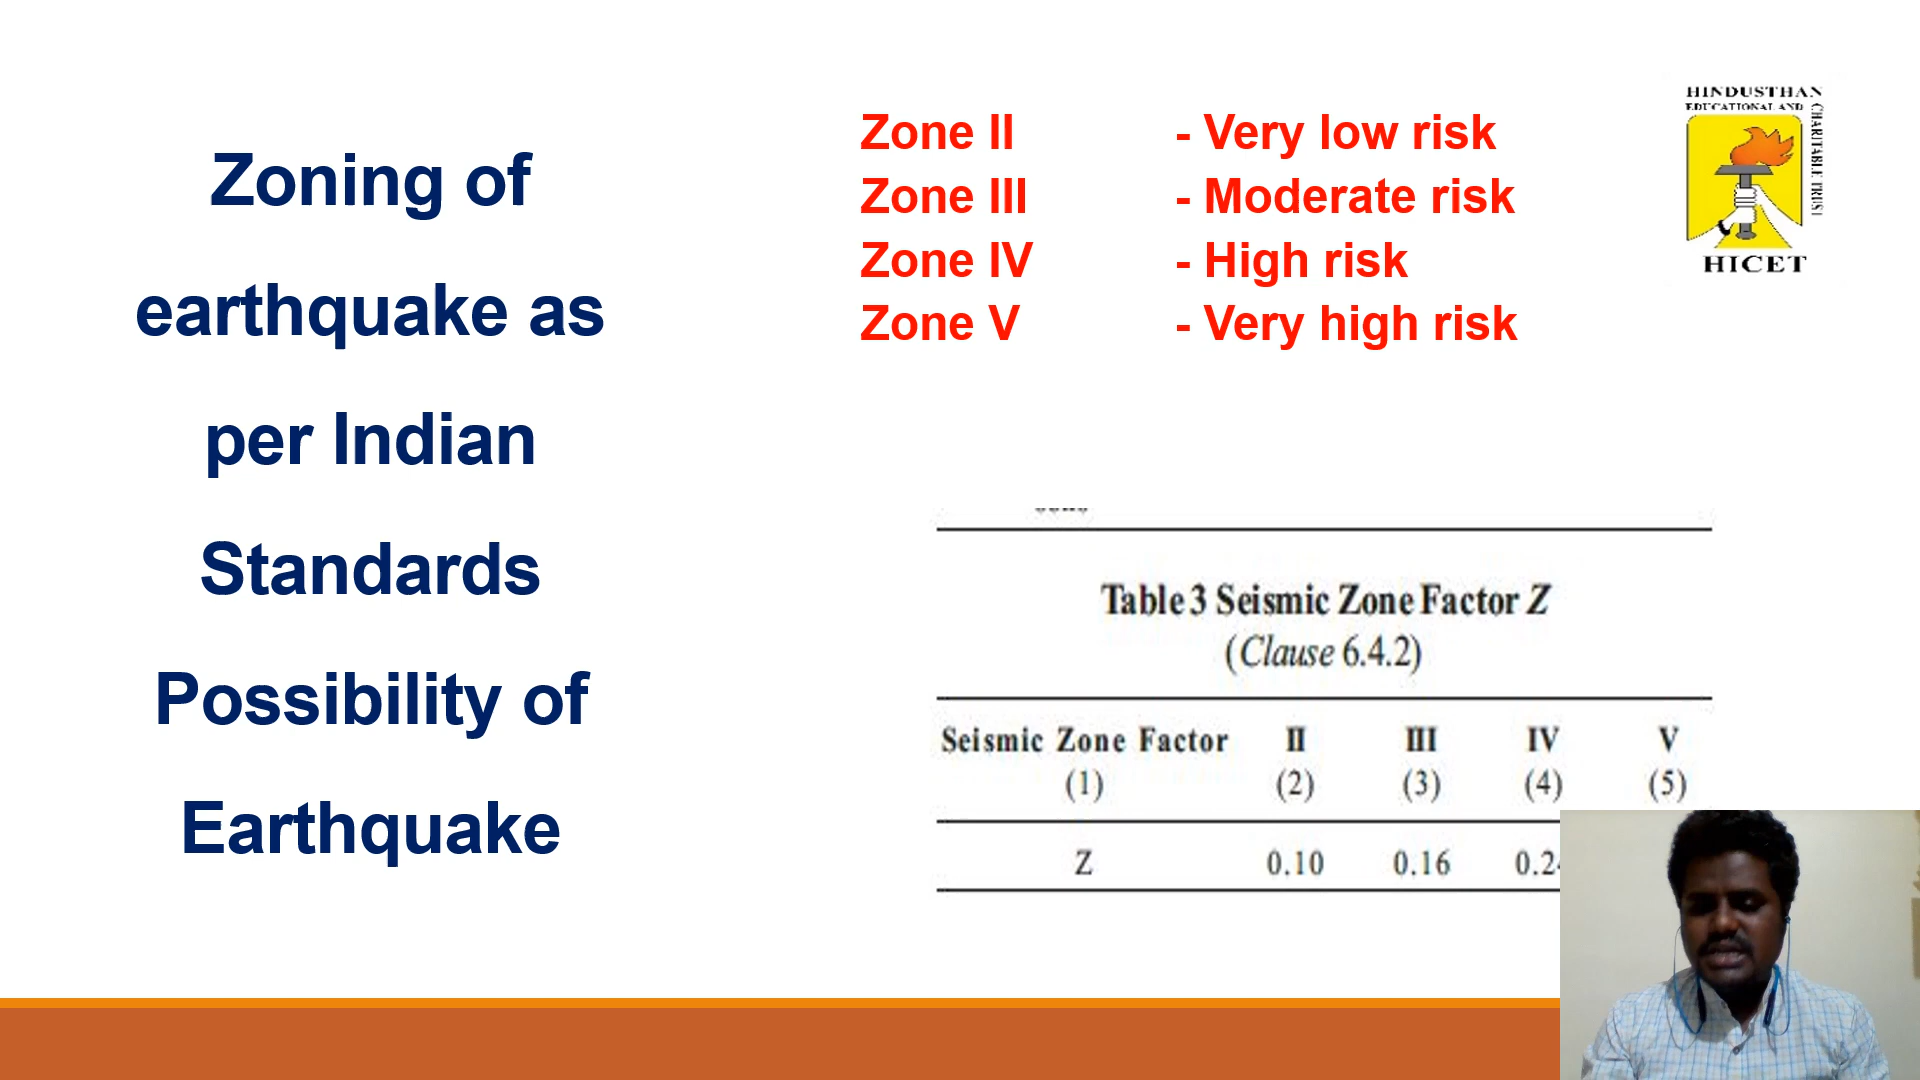 Zoning of
earthquake as
per Indian
Standards
Possibility of
Earthquake
Zone II - Very low risk
Zone III - Moderate risk
Zone IV - High risk
Zone V - Very high risk
HINDUSTHAN
EDUCATIONAL AND
CHARITABLE TRUST
HICET
Table 3 Seismic Zone Factor Z
(Clause 6.4.2)
Seismic Zone Factor II III IV V
(1) (2) (3) (4) (5)
Z 0.10 0.16